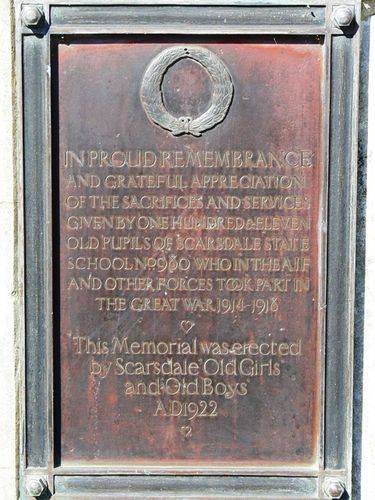 IN PROUD REMEMBRANCE
AND GRATEFUL APPRECIATION
OF THE SACRIFICES AND SERVICES
GIVEN BY ONE HUNDRED & ELEVEN
OLD PUPILS OF SCARSDALE STATE
SCHOOL NO 980 WHO IN THE A.I.F
AND OTHER FORCES TOOK PART IN
THE GREAT WAR 1914-1918
This Memorial was erected
by Scarsdale Old Girls
and Old Boys
A.D 1922